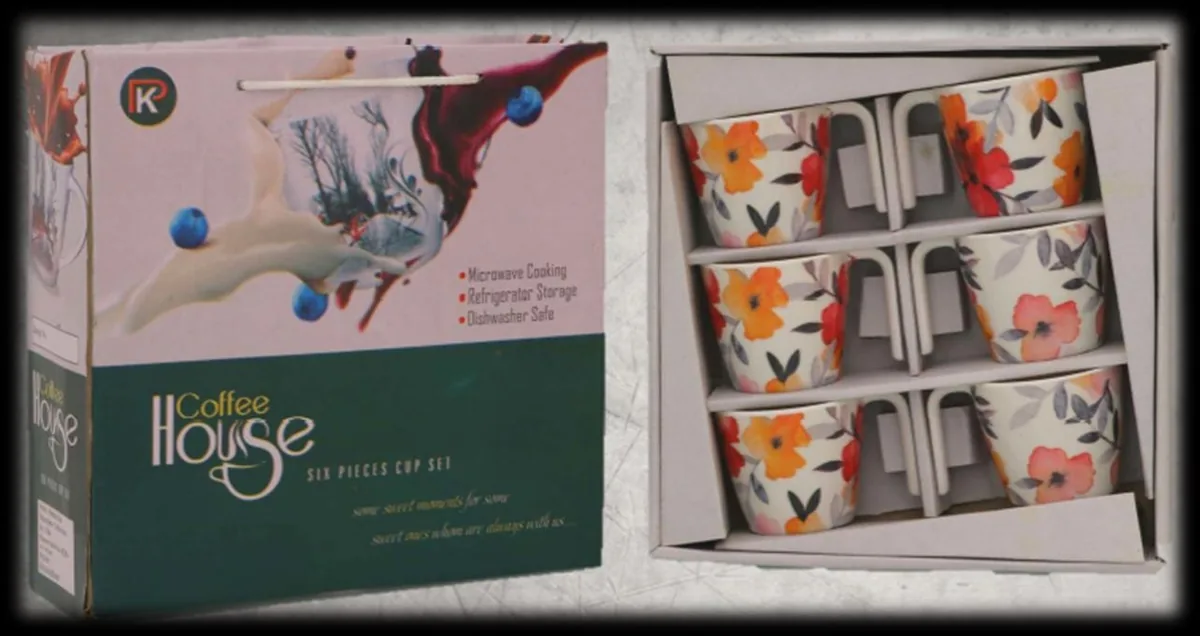 RK
Microwave Cooking
Refrigerator Storage
Dishwasher Safe
Coffee
House
SIX PIECES CUP SET
some sweet moments for some
sweet ones whom are always with us...
Coffee
House